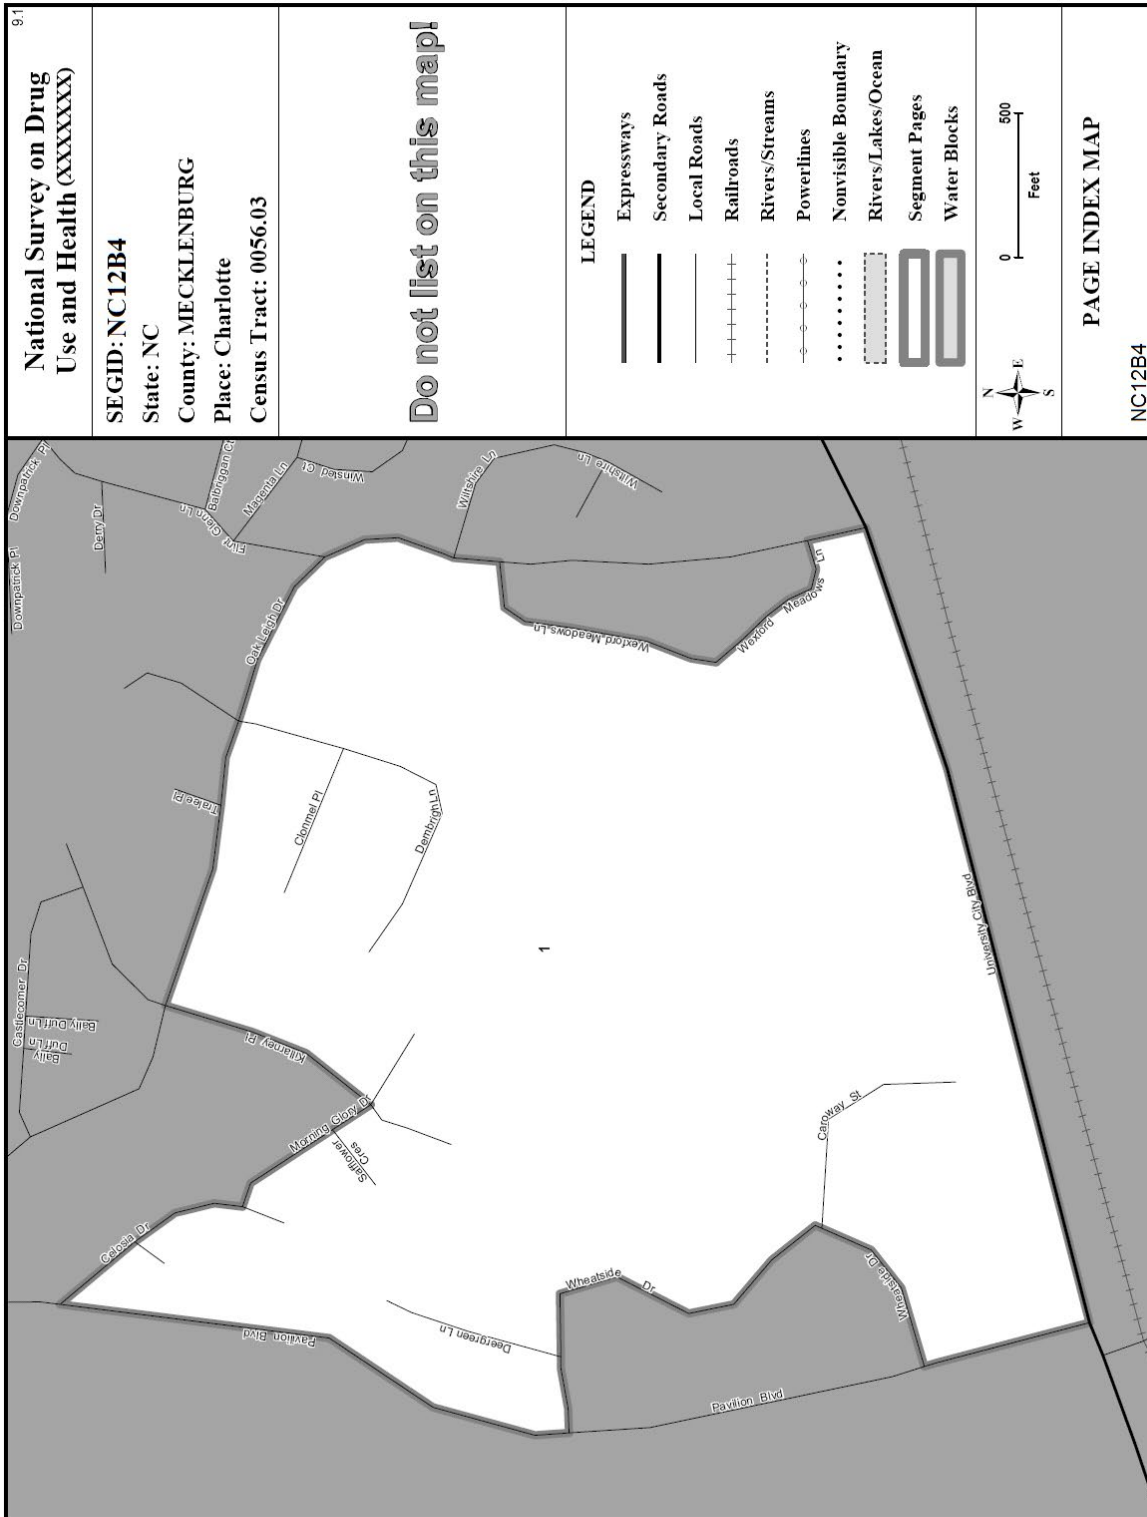 9.1
National Survey on Drug
Use and Health (XXXXXXXX)
SEGID: NC12B4
State: NC
County: MECKLENBURG
Place: Charlotte
Census Tract: 0056.03
Do not list on this map!
LEGEND
Expressways
Secondary Roads
Local Roads
Railroads
Rivers/Streams
Powerlines
Nonvisible Boundary
Rivers/Lakes/Ocean
Segment Pages
Water Blocks
N
W
E
S
0
500
Feet
PAGE INDEX MAP
NC12B4
Downpatrick Pl
Downpatrick Pl
Derry Dr
Flint Glenn Ln
Balbriggan Ct
Magenta Ln
Winsted Ct
Wiltshire Ln
Wiltshire Ln
Oak Leigh Dr
Wexford Meadows Ln
Wexford Meadows Ln
Tralee Pl
Clonmel Pl
Dembrigh Ln
Castlecomer Dr
Baily Duff Ln
Baily
Duff Ln
Killarney Pl
Morning Glory Dr
Safflower
Cres
Celosia Dr
Pavilion Blvd
Deergreen Ln
Wheatside Dr
Wheatside Dr
Caroway St
Pavilion Blvd
University City Blvd
1